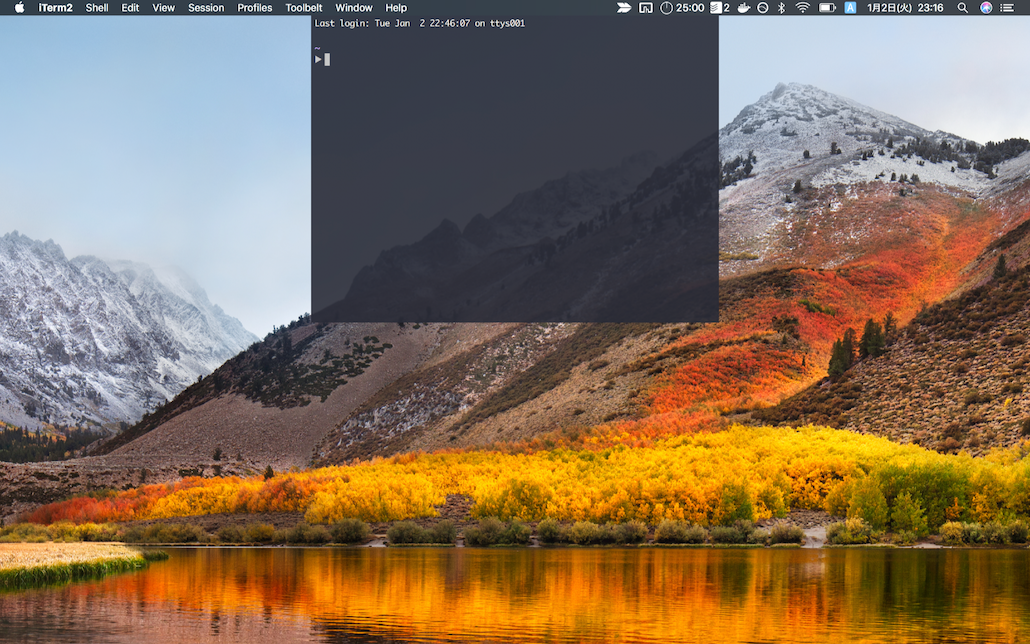 iTerm2 Shell Edit View Session Profiles Toolbelt Window Help 25:00 2 A 1月2日(火) 23:16
Last login: Tue Jan  2 22:46:07 on ttys001
~